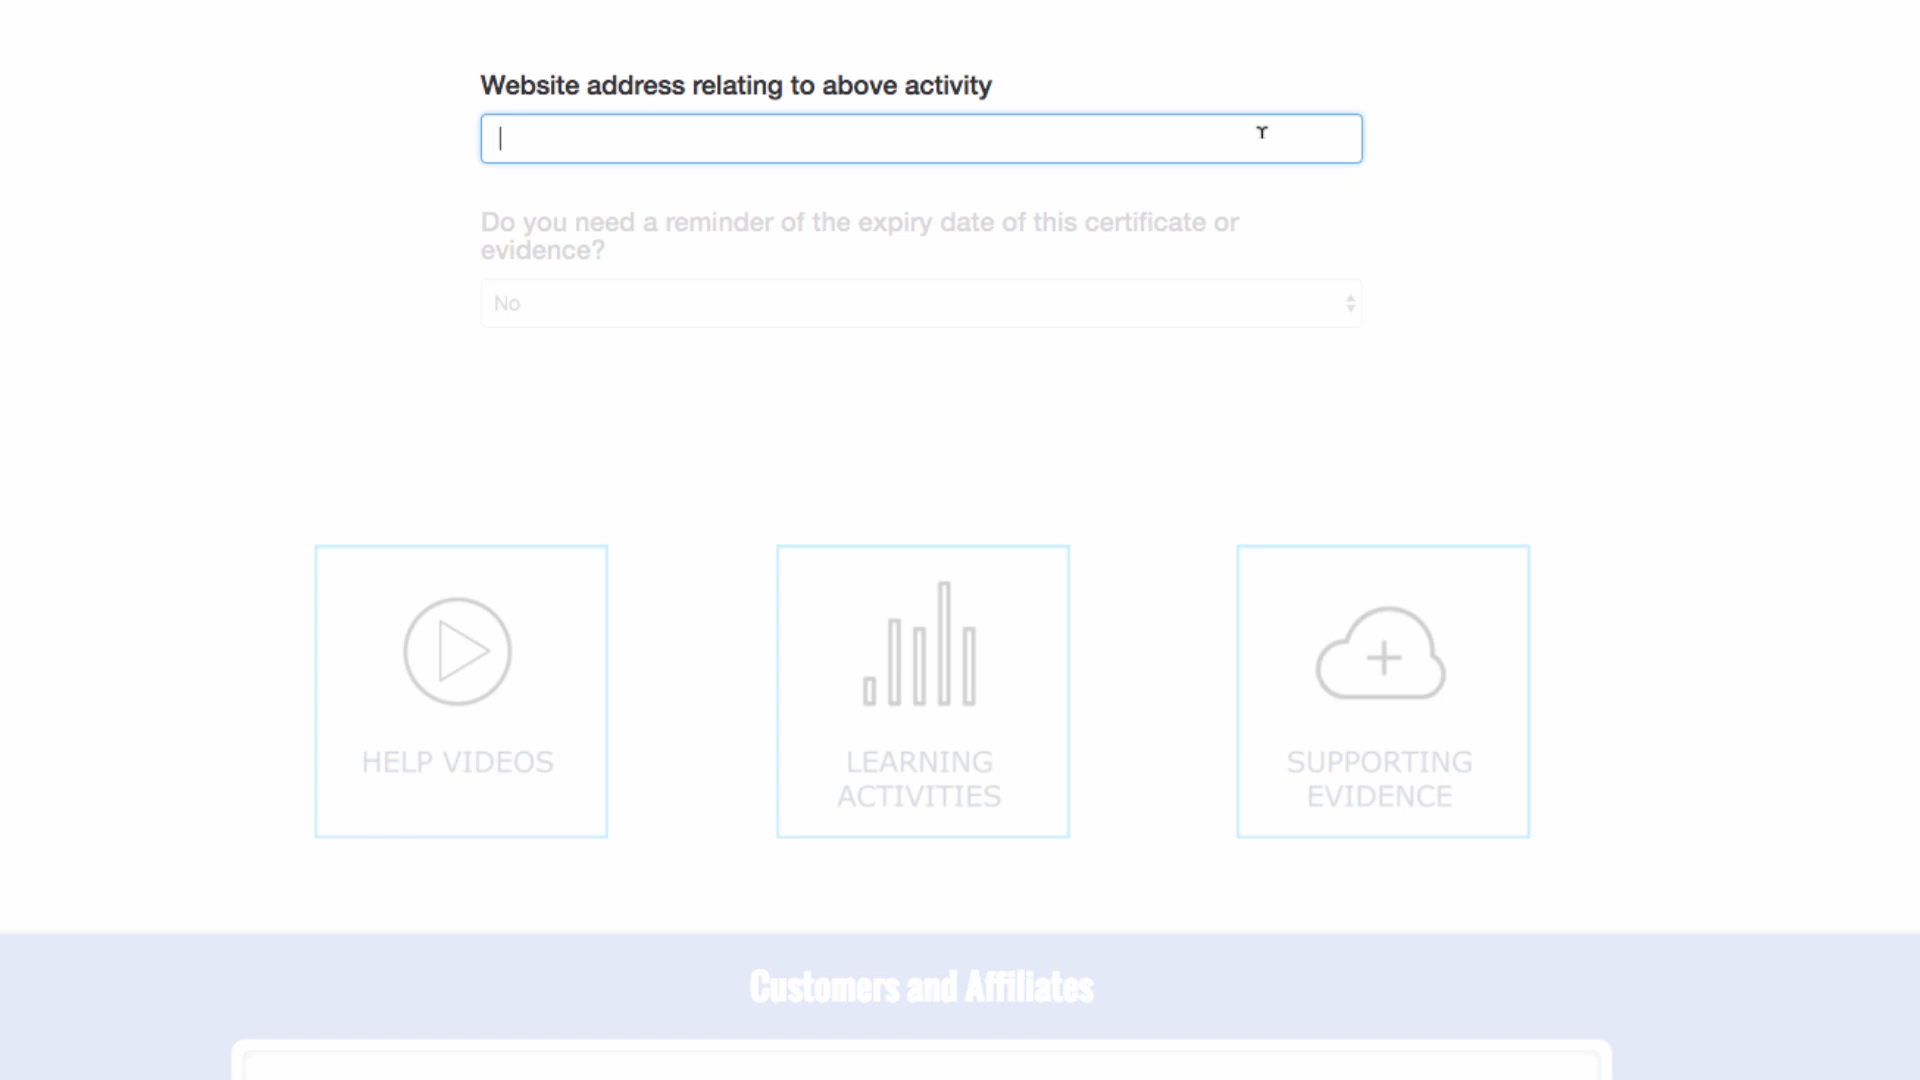 Website address relating to above activity
Do you need a reminder of the expiry date of this certificate or
evidence?
No
HELP VIDEOS
LEARNING
ACTIVITIES
SUPPORTING
EVIDENCE
Customers and Affiliates